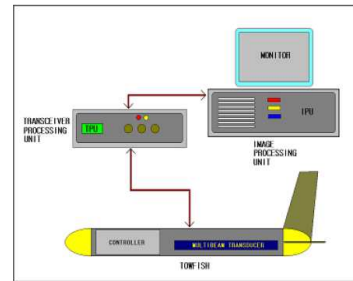 MONITOR
TRANSCEIVER
PROCESSING
UNIT
TPU
IPU
IMAGE
PROCESSING
UNIT
CONTROLLER
MULTIBEAM TRANSDUCER
TOWFISH